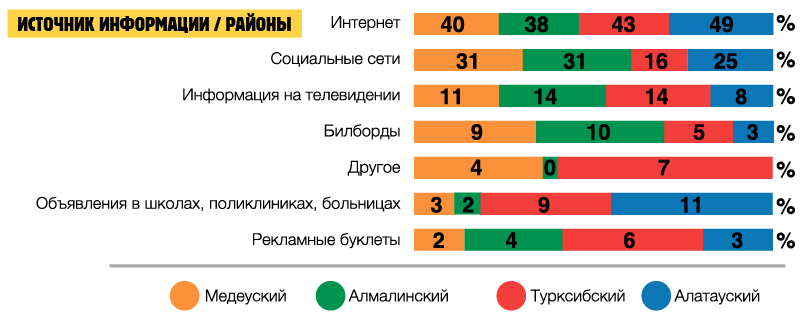 ИСТОЧНИК ИНФОРМАЦИИ / РАЙОНЫ
Интернет 40 38 43 49 %
Социальные сети 31 31 16 25 %
Информация на телевидении 11 14 14 8 %
Билборды 9 10 5 3 %
Другое 4 0 7 %
Объявления в школах, поликлиниках, больницах 3 2 9 11 %
Рекламные буклеты 2 4 6 3 %
Медеуский Алмалинский Турксибский Алатауский